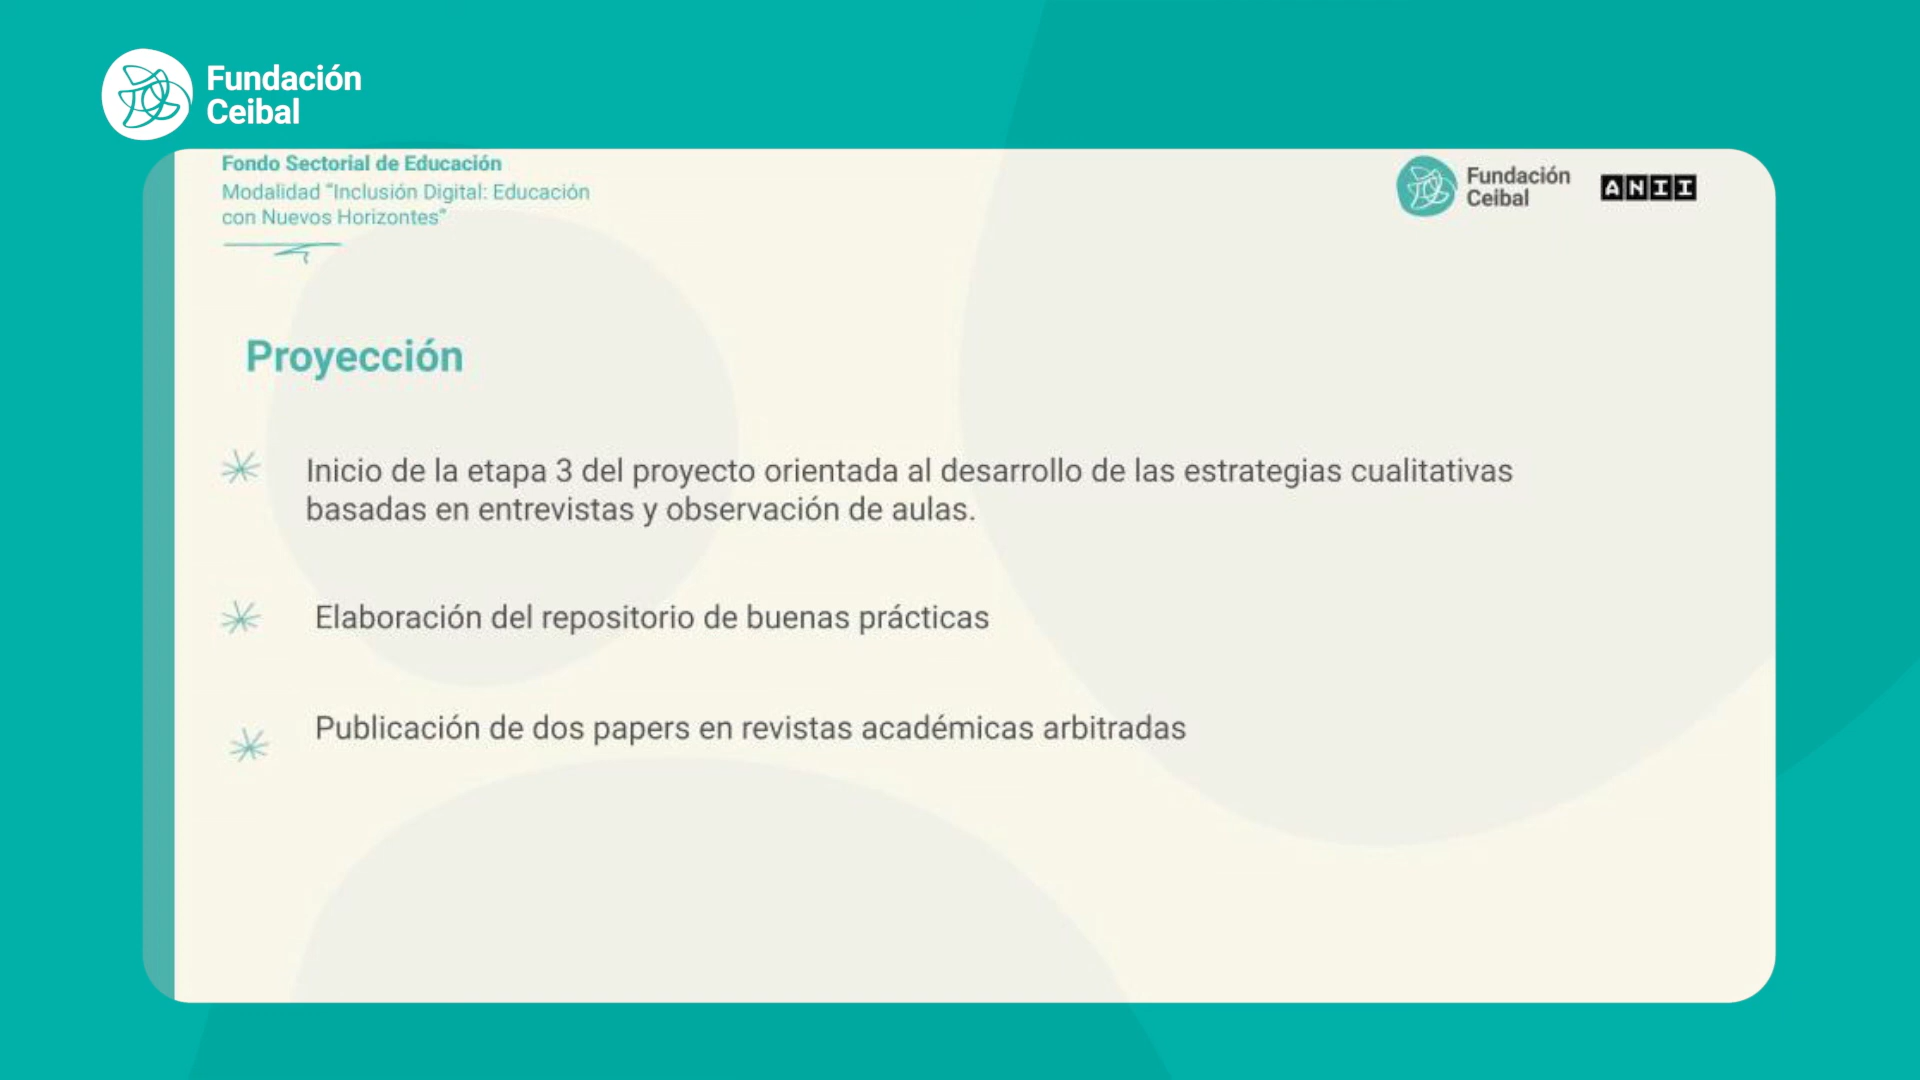 Fundación
Ceibal
Fondo Sectorial de Educación
Modalidad “Inclusión Digital: Educación
con Nuevos Horizontes”
Fundación
Ceibal
ANII
Proyección
Inicio de la etapa 3 del proyecto orientada al desarrollo de las estrategias cualitativas
basadas en entrevistas y observación de aulas.
Elaboración del repositorio de buenas prácticas
Publicación de dos papers en revistas académicas arbitradas